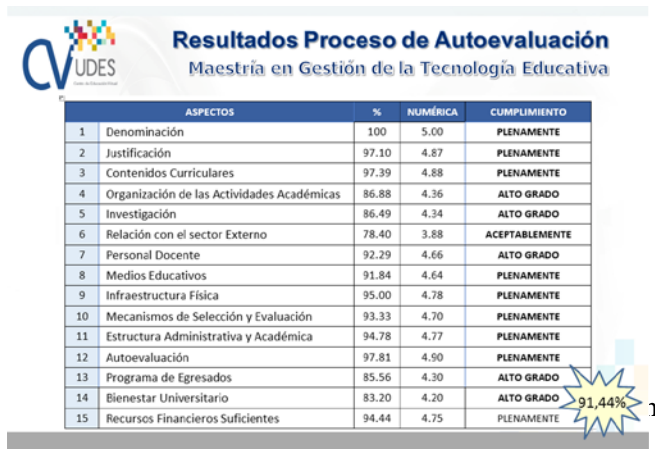 CVUDES
Resultados Proceso de Autoevaluación
Maestría en Gestión de la Tecnología Educativa
ASPECTOS % NUMÉRICA CUMPLIMIENTO
1 Denominación 100 5.00 PLENAMENTE
2 Justificación 97.10 4.87 PLENAMENTE
3 Contenidos Curriculares 97.39 4.88 PLENAMENTE
4 Organización de las Actividades Académicas 86.88 4.36 ALTO GRADO
5 Investigación 86.49 4.34 ALTO GRADO
6 Relación con el sector Externo 78.40 3.88 ACEPTABLEMENTE
7 Personal Docente 92.29 4.66 ALTO GRADO
8 Medios Educativos 91.84 4.64 PLENAMENTE
9 Infraestructura Física 95.00 4.78 PLENAMENTE
10 Mecanismos de Selección y Evaluación 93.33 4.70 PLENAMENTE
11 Estructura Administrativa y Académica 94.78 4.77 PLENAMENTE
12 Autoevaluación 97.81 4.90 PLENAMENTE
13 Programa de Egresados 85.56 4.30 ALTO GRADO
14 Bienestar Universitario 83.20 4.20 ALTO GRADO
91,44%
15 Recursos Financieros Suficientes 94.44 4.75 PLENAMENTE